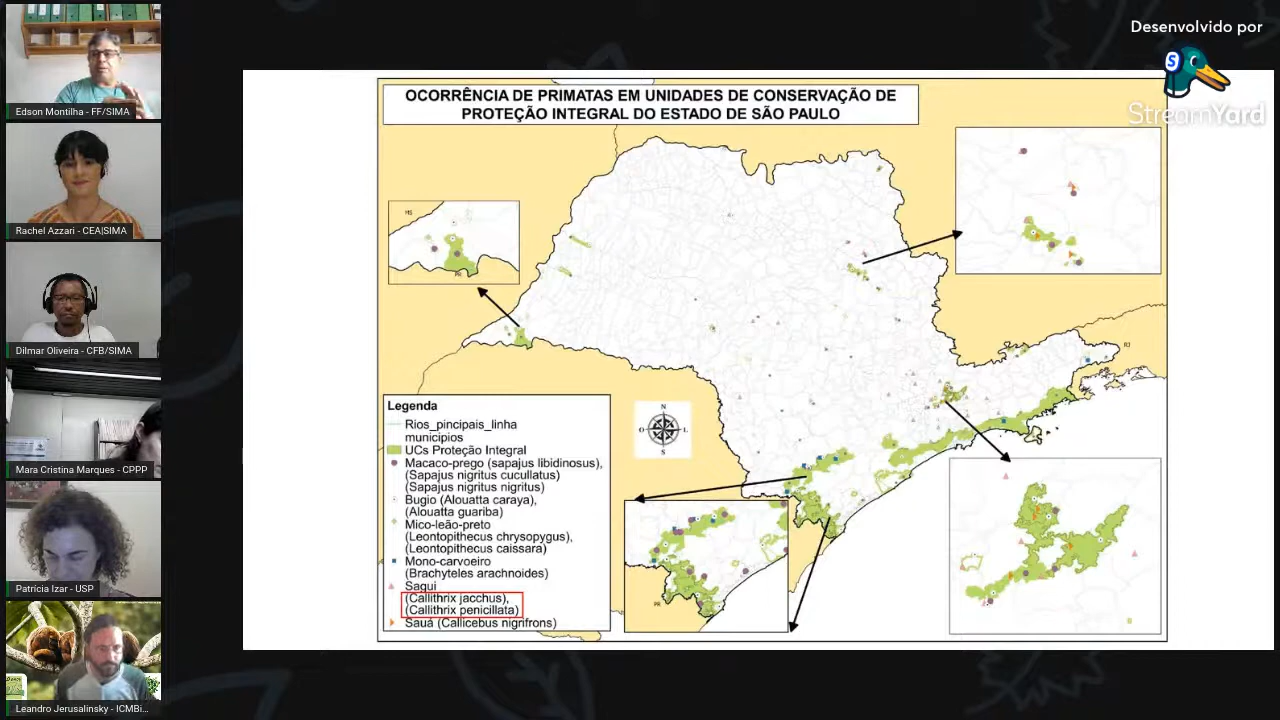 Desenvolvido por
StreamYard
Edson Montilha - FF/SIMA
Rachel Azzari - CEA|SIMA
Dilmar Oliveira - CFB/SIMA
Mara Cristina Marques - CPPP
Patrícia Izar - USP
Leandro Jerusalinsky - ICMBi...
OCORRÊNCIA DE PRIMATAS EM UNIDADES DE CONSERVAÇÃO DE
PROTEÇÃO INTEGRAL DO ESTADO DE SÃO PAULO
MS
PR
RJ
N
O L
S
Legenda
Rios_pincipais_linha
municipios
UCs Proteção Integral
Macaco-prego (sapajus libidinosus),
(Sapajus nigritus cucullatus)
(Sapajus nigritus nigritus)
Bugio (Alouatta caraya),
(Alouatta guariba)
Mico-leão-preto
(Leontopithecus chrysopygus),
(Leontopithecus caissara)
Mono-carvoeiro
(Brachyteles arachnoides)
Sagui
(Callithrix jacchus),
(Callithrix penicillata)
Sauá (Callicebus nigrifrons)
PR